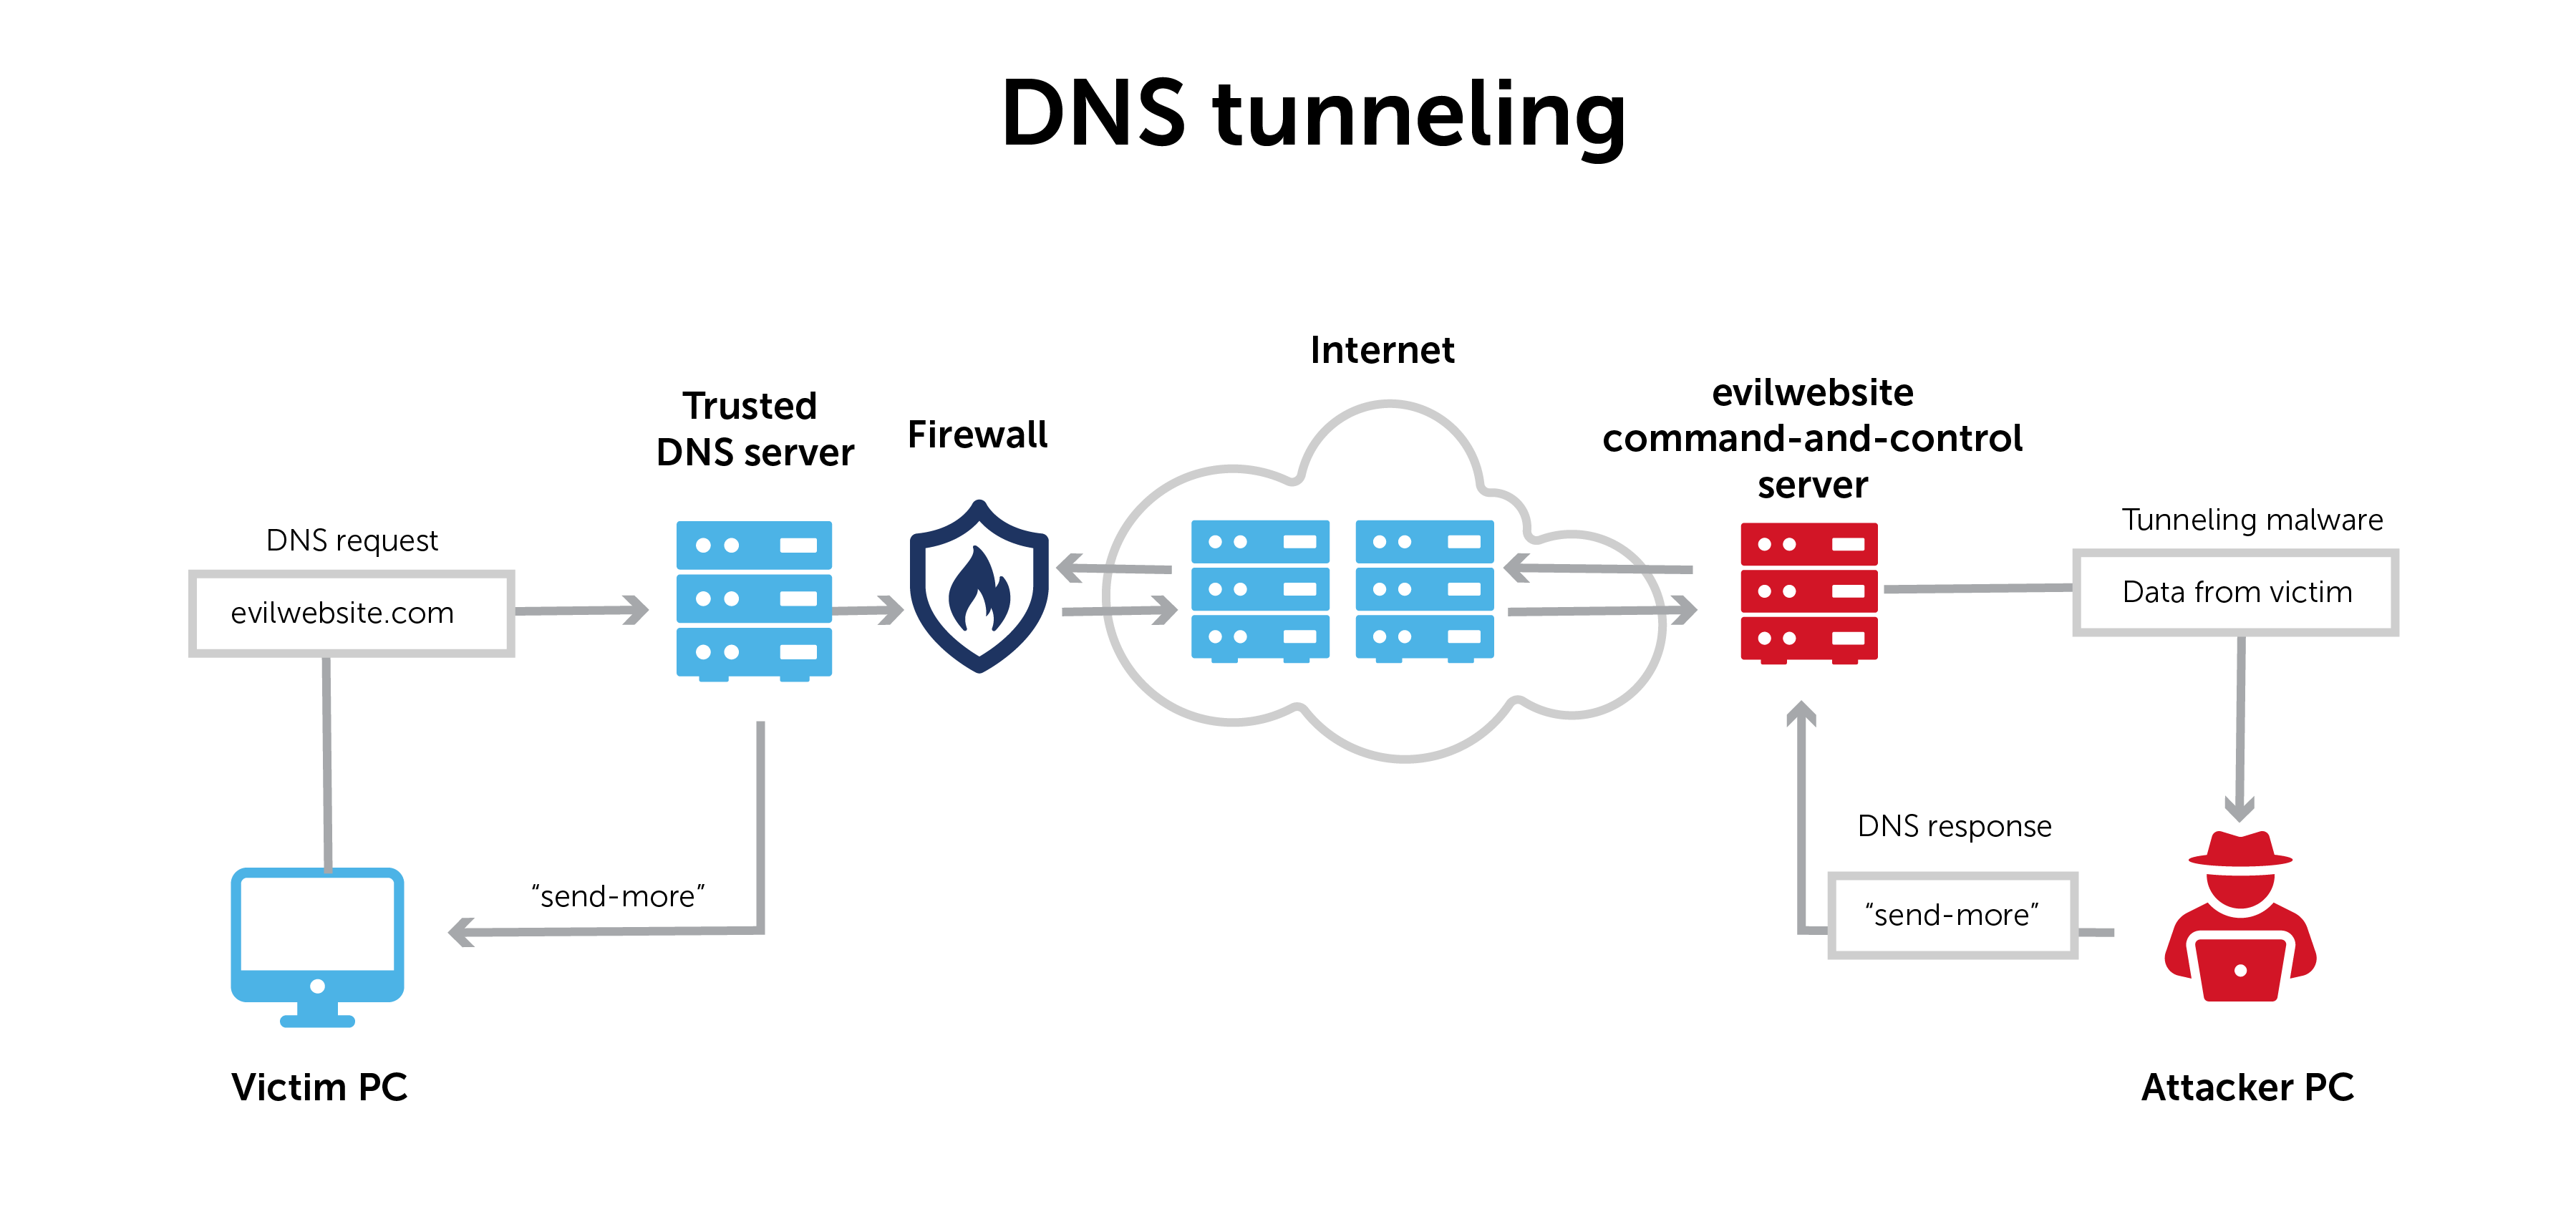 DNS tunneling
Internet
Trusted
DNS server
Firewall
evilwebsite
command-and-control
server
DNS request
evilwebsite.com
Tunneling malware
Data from victim
“send-more”
DNS response
“send-more”
Victim PC
Attacker PC